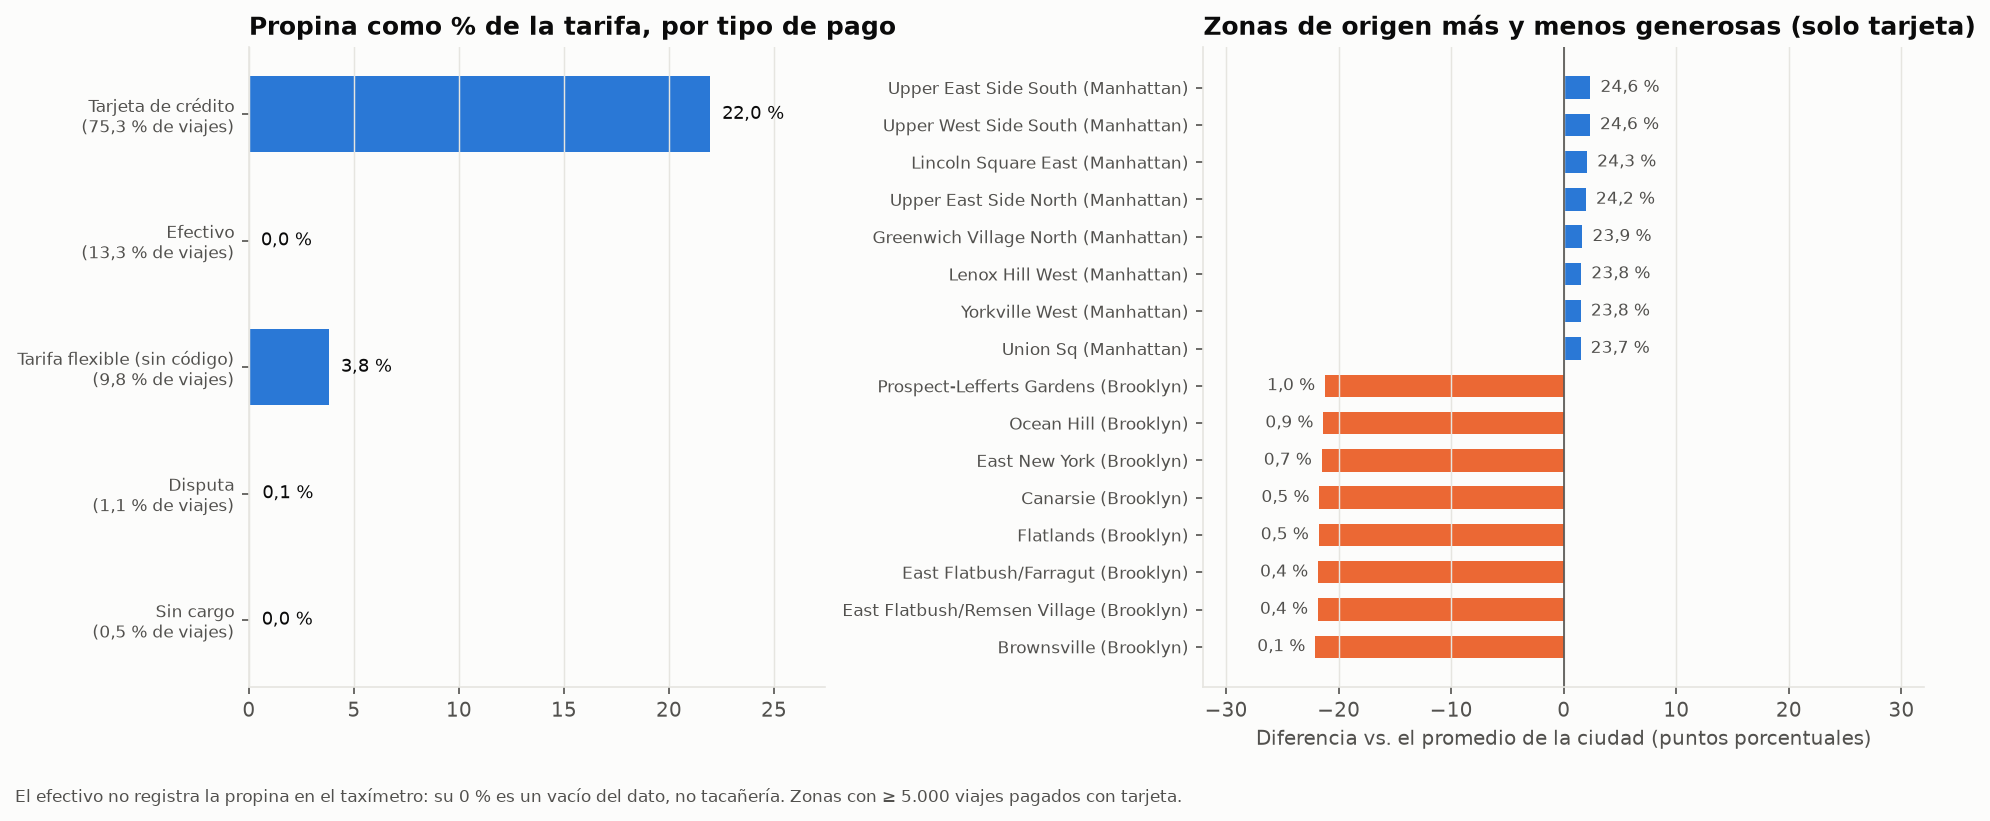 Propina como % de la tarifa, por tipo de pago
Tarjeta de crédito
(75,3 % de viajes)
22,0 %
Efectivo
(13,3 % de viajes)
0,0 %
Tarifa flexible (sin código)
(9,8 % de viajes)
3,8 %
Disputa
(1,1 % de viajes)
0,1 %
Sin cargo
(0,5 % de viajes)
0,0 %
0 5 10 15 20 25
Zonas de origen más y menos generosas (solo tarjeta)
Upper East Side South (Manhattan) 24,6 %
Upper West Side South (Manhattan) 24,6 %
Lincoln Square East (Manhattan) 24,3 %
Upper East Side North (Manhattan) 24,2 %
Greenwich Village North (Manhattan) 23,9 %
Lenox Hill West (Manhattan) 23,8 %
Yorkville West (Manhattan) 23,8 %
Union Sq (Manhattan) 23,7 %
Prospect-Lefferts Gardens (Brooklyn) 1,0 %
Ocean Hill (Brooklyn) 0,9 %
East New York (Brooklyn) 0,7 %
Canarsie (Brooklyn) 0,5 %
Flatlands (Brooklyn) 0,5 %
East Flatbush/Farragut (Brooklyn) 0,4 %
East Flatbush/Remsen Village (Brooklyn) 0,4 %
Brownsville (Brooklyn) 0,1 %
−30 −20 −10 0 10 20 30
Diferencia vs. el promedio de la ciudad (puntos porcentuales)
El efectivo no registra la propina en el taxímetro: su 0 % es un vacío del dato, no tacañería. Zonas con ≥ 5.000 viajes pagados con tarjeta.